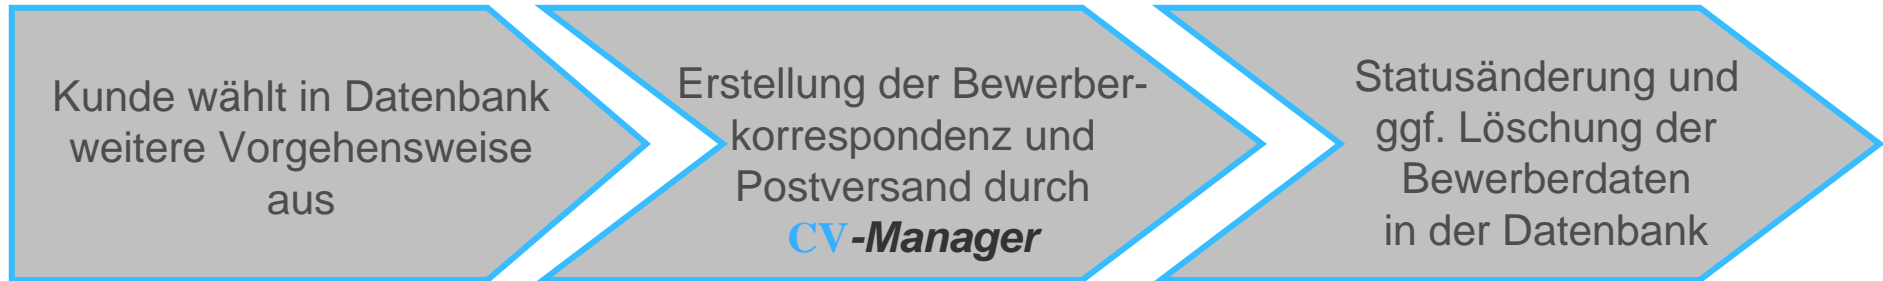 Kunde wählt in Datenbank
weitere Vorgehensweise
aus
Erstellung der Bewerber-
korrespondenz und
Postversand durch
CV-Manager
Statusänderung und
ggf. Löschung der
Bewerberdaten
in der Datenbank